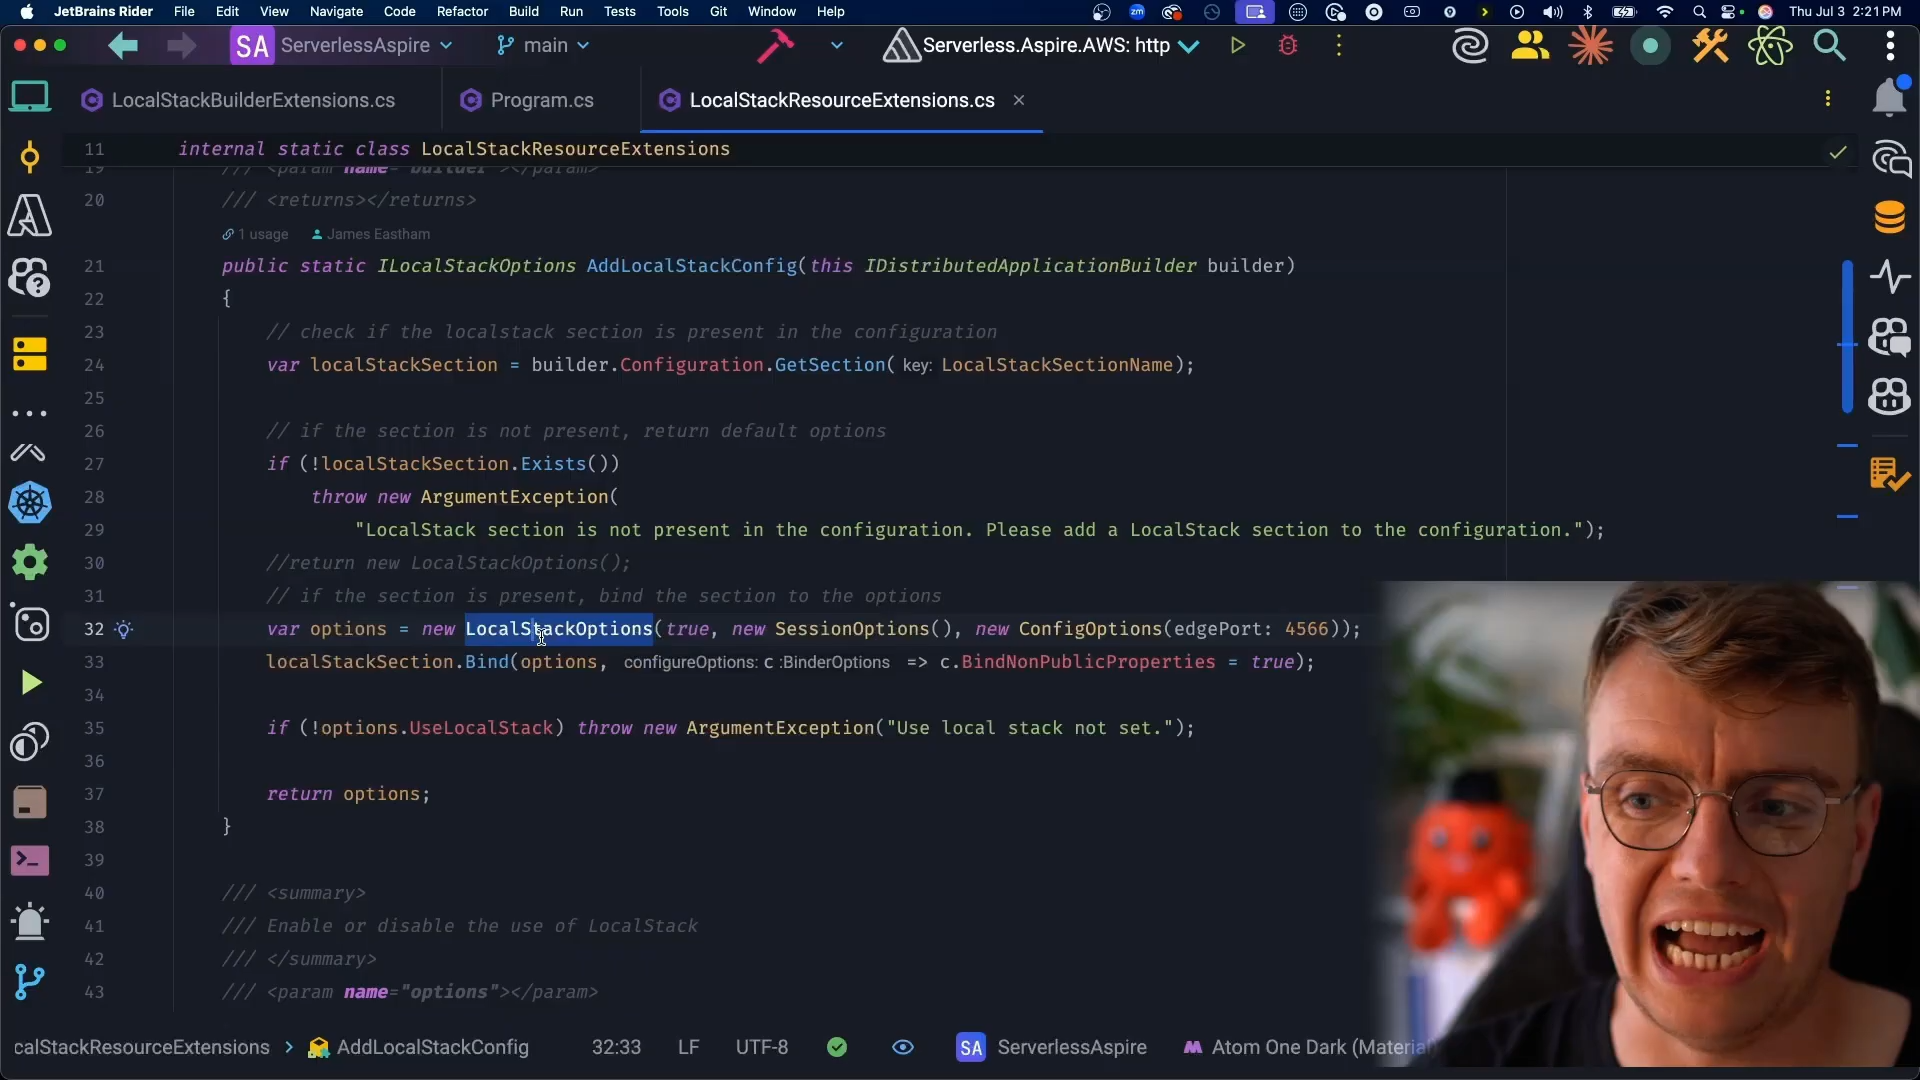 JetBrains Rider File Edit View Navigate Code Refactor Build Run Tests Tools Git Window Help zm Thu Jul 3 2:21 PM
SA ServerlessAspire main Serverless.Aspire.AWS: http
LocalStackBuilderExtensions.cs Program.cs LocalStackResourceExtensions.cs
11 internal static class LocalStackResourceExtensions
19 /// <param name="builder"></param>
20 /// <returns></returns>
1 usage James Eastham
21 public static ILocalStackOptions AddLocalStackConfig(this IDistributedApplicationBuilder builder)
22 {
23 // check if the localstack section is present in the configuration
24 var localStackSection = builder.Configuration.GetSection( key: LocalStackSectionName);
25
26 // if the section is not present, return default options
27 if (!localStackSection.Exists())
28 throw new ArgumentException(
29 "LocalStack section is not present in the configuration. Please add a LocalStack section to the configuration.");
30 //return new LocalStackOptions();
31 // if the section is present, bind the section to the options
32 var options = new LocalStackOptions(true, new SessionOptions(), new ConfigOptions(edgePort: 4566));
33 localStackSection.Bind(options, configureOptions: c :BinderOptions => c.BindNonPublicProperties = true);
34
35 if (!options.UseLocalStack) throw new ArgumentException("Use local stack not set.");
36
37 return options;
38 }
39
40 /// <summary>
41 /// Enable or disable the use of LocalStack
42 /// </summary>
43 /// <param name="options"></param>
calStackResourceExtensions > AddLocalStackConfig 32:33 LF UTF-8 SA ServerlessAspire Atom One Dark (Material